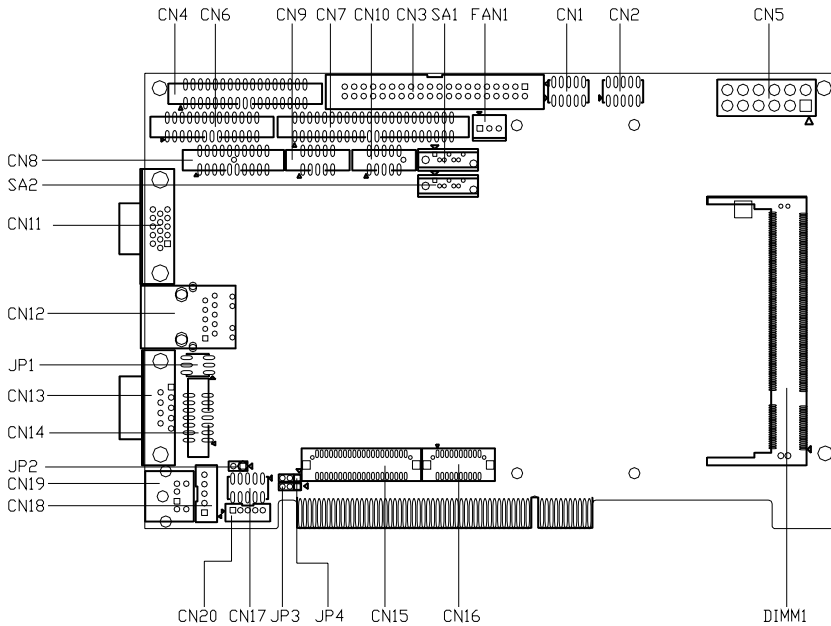 CN4 CN6 CN9 CN7 CN10 CN3 SA1 FAN1 CN1 CN2 CN5
CN8
SA2
CN11
CN12
JP1
CN13
CN14
JP2
CN19
CN18
CN20 CN17 JP3 JP4 CN15 CN16 DIMM1